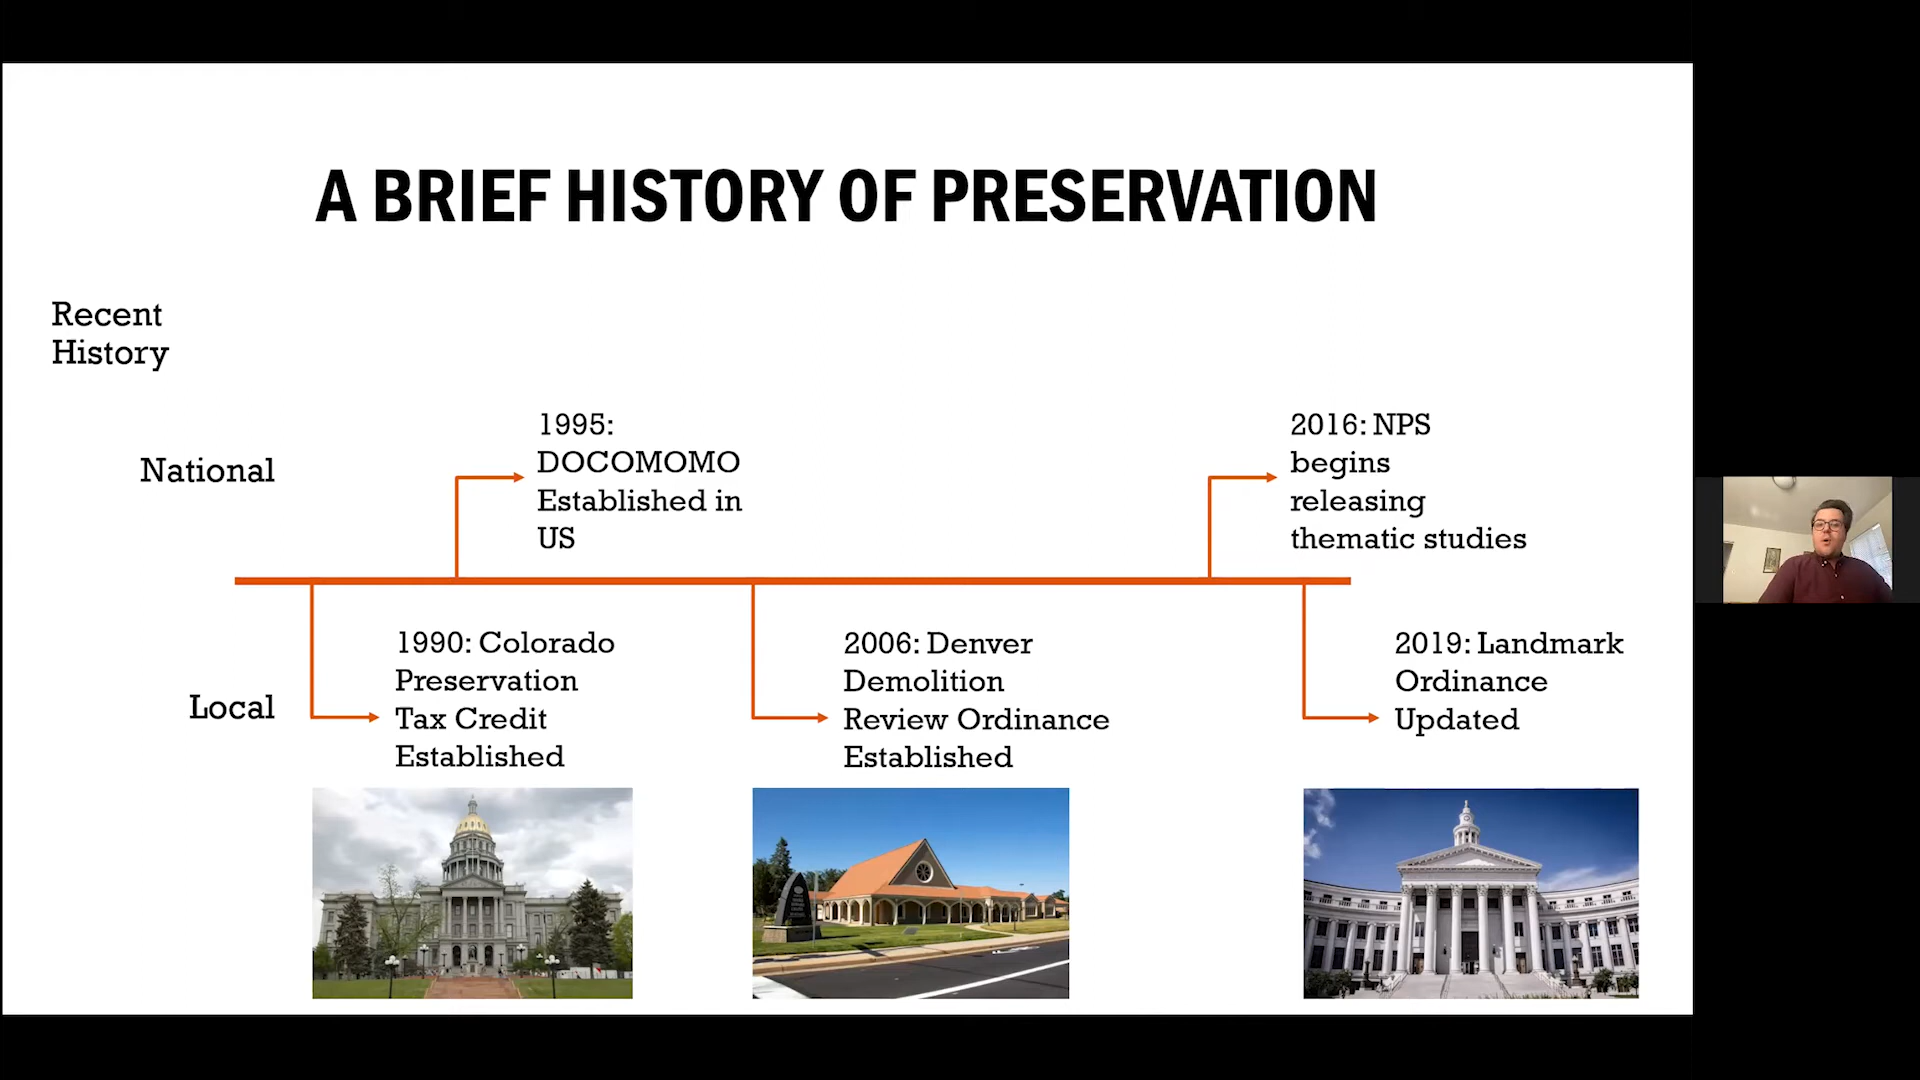 A BRIEF HISTORY OF PRESERVATION
Recent
History
National
1995:
DOCOMOMO
Established in
US
2016: NPS
begins
releasing
thematic studies
Local
1990: Colorado
Preservation
Tax Credit
Established
2006: Denver
Demolition
Review Ordinance
Established
2019: Landmark
Ordinance
Updated